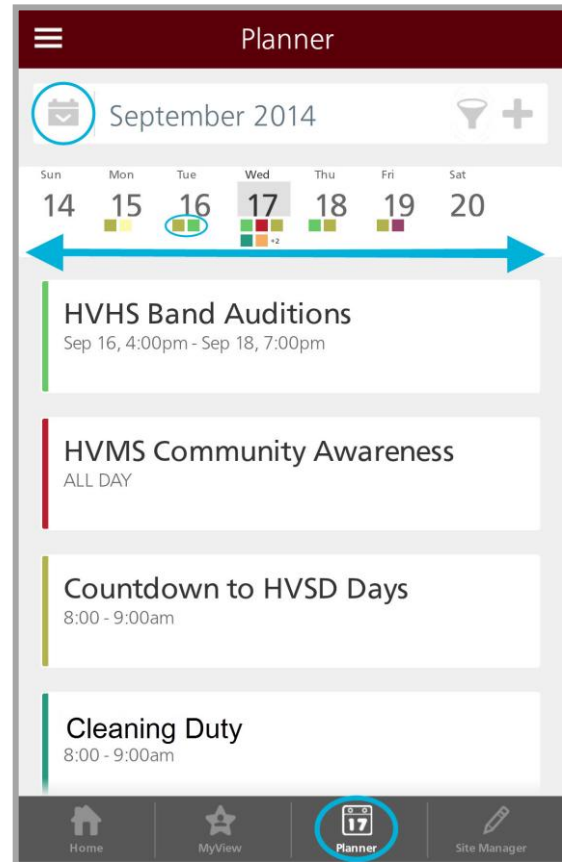 Planner
September 2014
Sun Mon Tue Wed Thu Fri Sat
14 15 16 17 18 19 20
+2
HVHS Band Auditions
Sep 16, 4:00pm - Sep 18, 7:00pm
HVMS Community Awareness
ALL DAY
Countdown to HVSD Days
8:00 - 9:00am
Cleaning Duty
8:00 - 9:00am
17
Home MyView Planner Site Manager